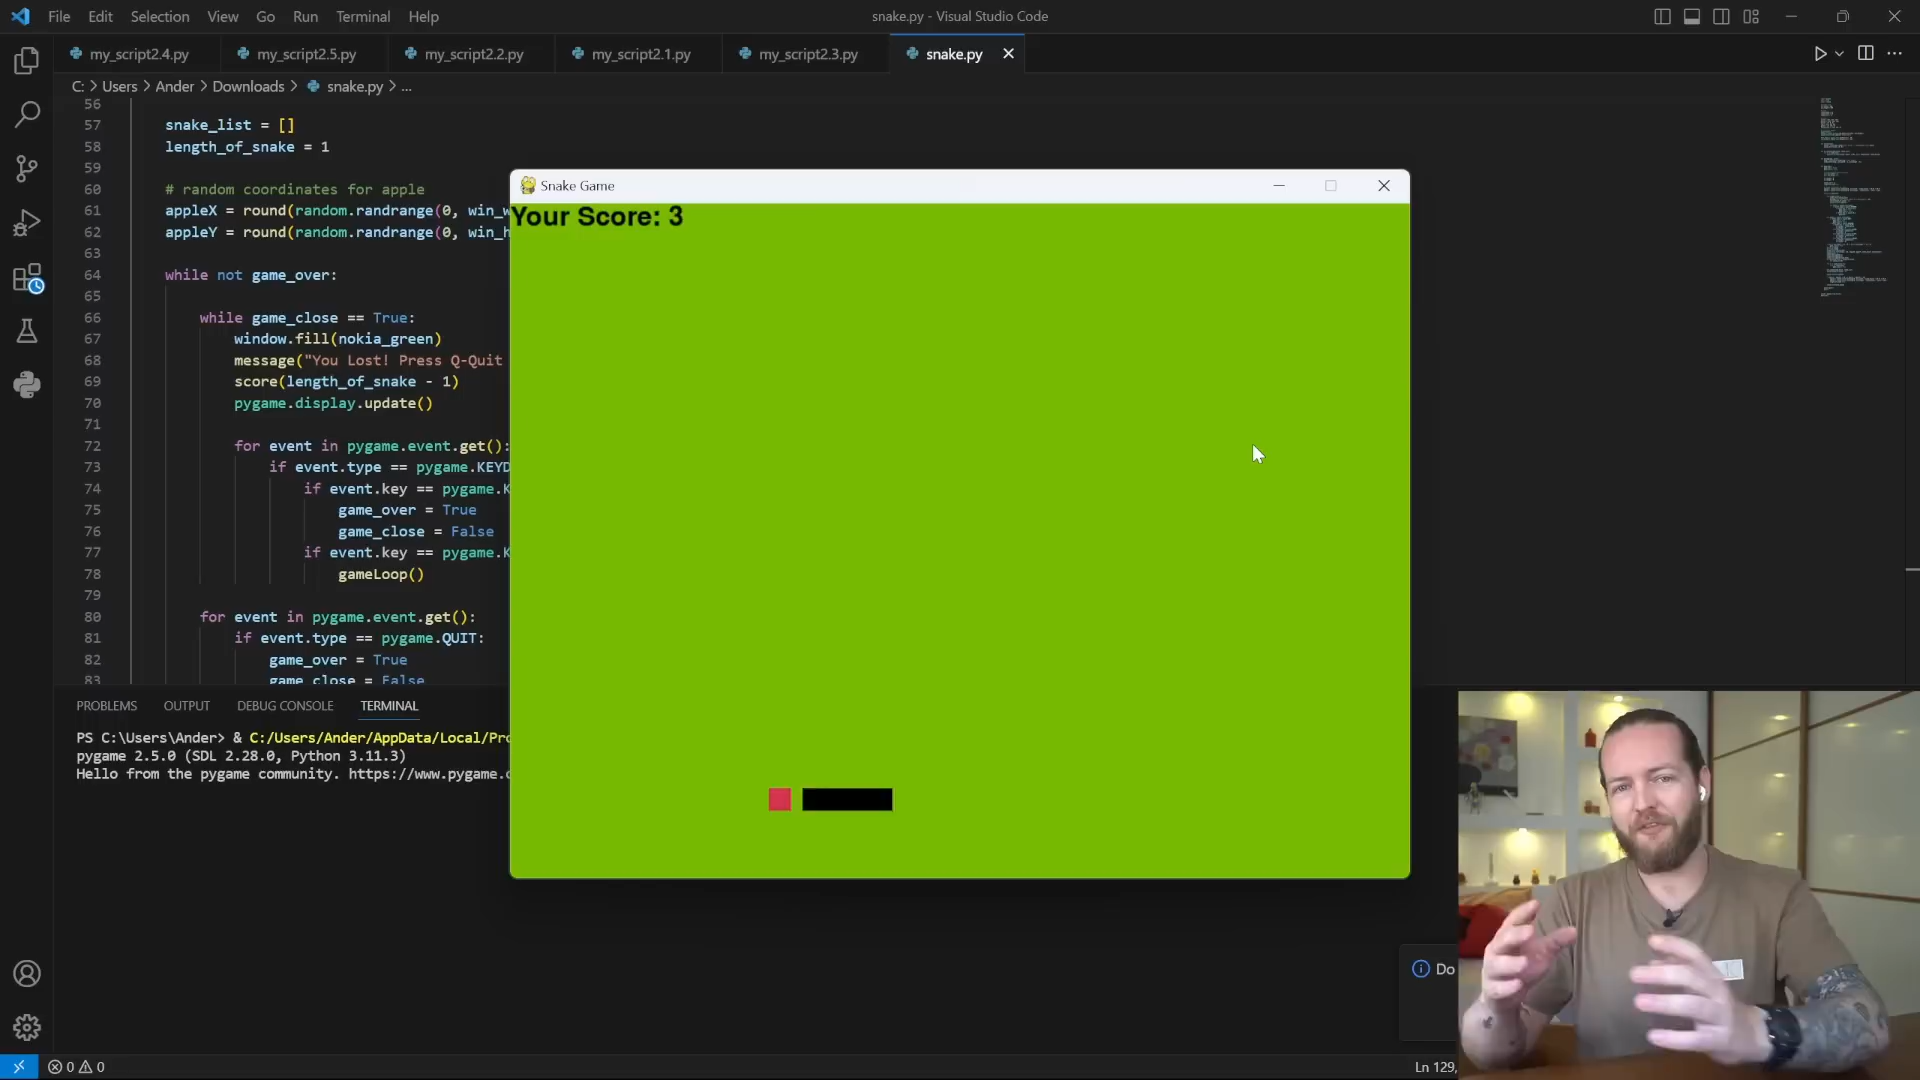 File Edit Selection View Go Run Terminal Help
snake.py - Visual Studio Code
my_script2.4.py my_script2.5.py my_script2.2.py my_script2.1.py my_script2.3.py snake.py
C: > Users > Ander > Downloads > snake.py > ...
56
57 snake_list = []
58 length_of_snake = 1
59
60 # random coordinates for apple
61 appleX = round(random.randrange(0, win_w
62 appleY = round(random.randrange(0, win_h
63
64 while not game_over:
65
66 while game_close == True:
67 window.fill(nokia_green)
68 message("You Lost! Press Q-Quit
69 score(length_of_snake - 1)
70 pygame.display.update()
71
72 for event in pygame.event.get():
73 if event.type == pygame.KEYD
74 if event.key == pygame.K
75 game_over = True
76 game_close = False
77 if event.key == pygame.K
78 gameLoop()
79
80 for event in pygame.event.get():
81 if event.type == pygame.QUIT:
82 game_over = True
83 game_close = False
Snake Game
Your Score: 3
PROBLEMS OUTPUT DEBUG CONSOLE TERMINAL
PS C:\Users\Ander> & C:/Users/Ander/AppData/Local/Pro
pygame 2.5.0 (SDL 2.28.0, Python 3.11.3)
Hello from the pygame community. https://www.pygame.o
Do
0 0
Ln 129,